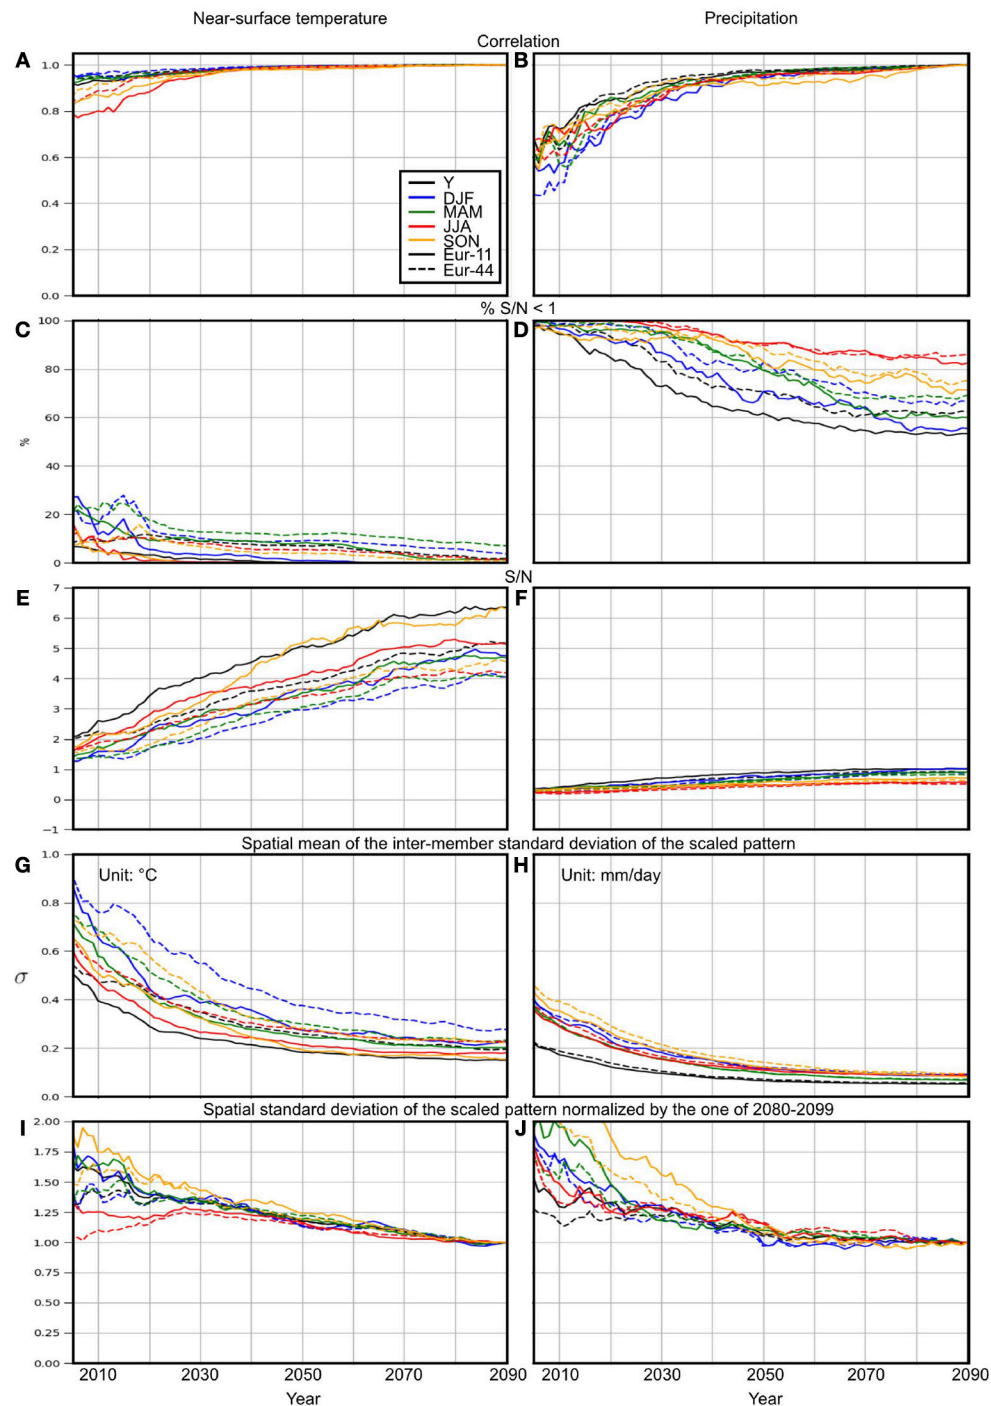 Near-surface temperature Precipitation
Correlation
A B
1.0
0.8
0.6
0.4
0.2
0.0
Y
DJF
MAM
JJA
SON
Eur-11
Eur-44
% S/N < 1
C D
100
80
60
40
20
0
%
S/N
E F
7
6
5
4
3
2
1
0
−1
Spatial mean of the inter-member standard deviation of the scaled pattern
G H
Unit: °C Unit: mm/day
1.0
0.8
0.6
0.4
0.2
0.0
σ
Spatial standard deviation of the scaled pattern normalized by the one of 2080-2099
I J
2.00
1.75
1.50
1.25
1.00
0.75
0.50
0.25
0.00
2010 2030 2050 2070 2090 2010 2030 2050 2070 2090
Year Year